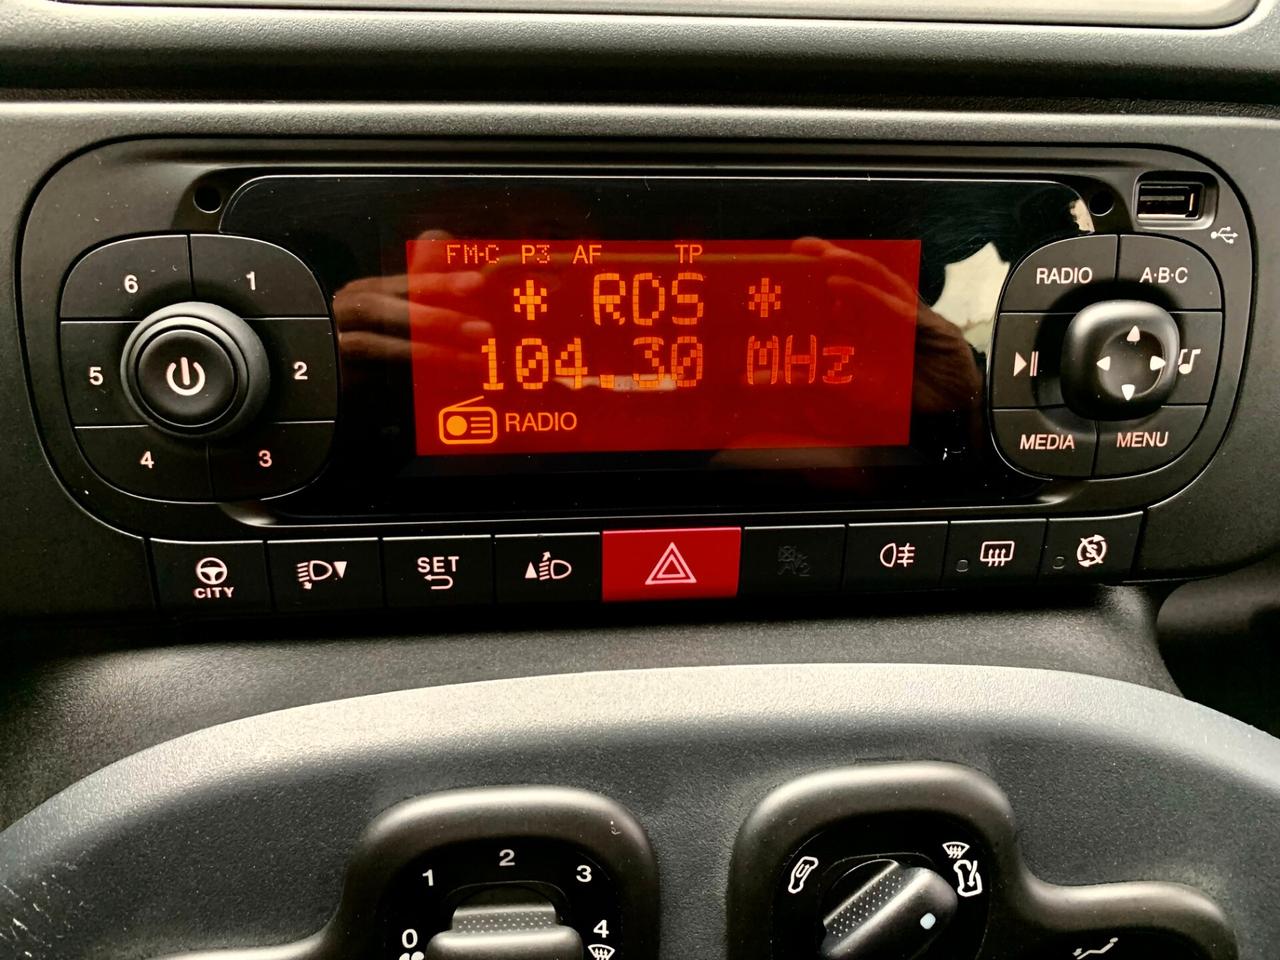 FM-C P3 AF TP
* RDS *
104.30 MHz
RADIO
6 1
5 2
4 3
RADIO A·B·C
MEDIA MENU
CITY
SET
1 2 3
0 4